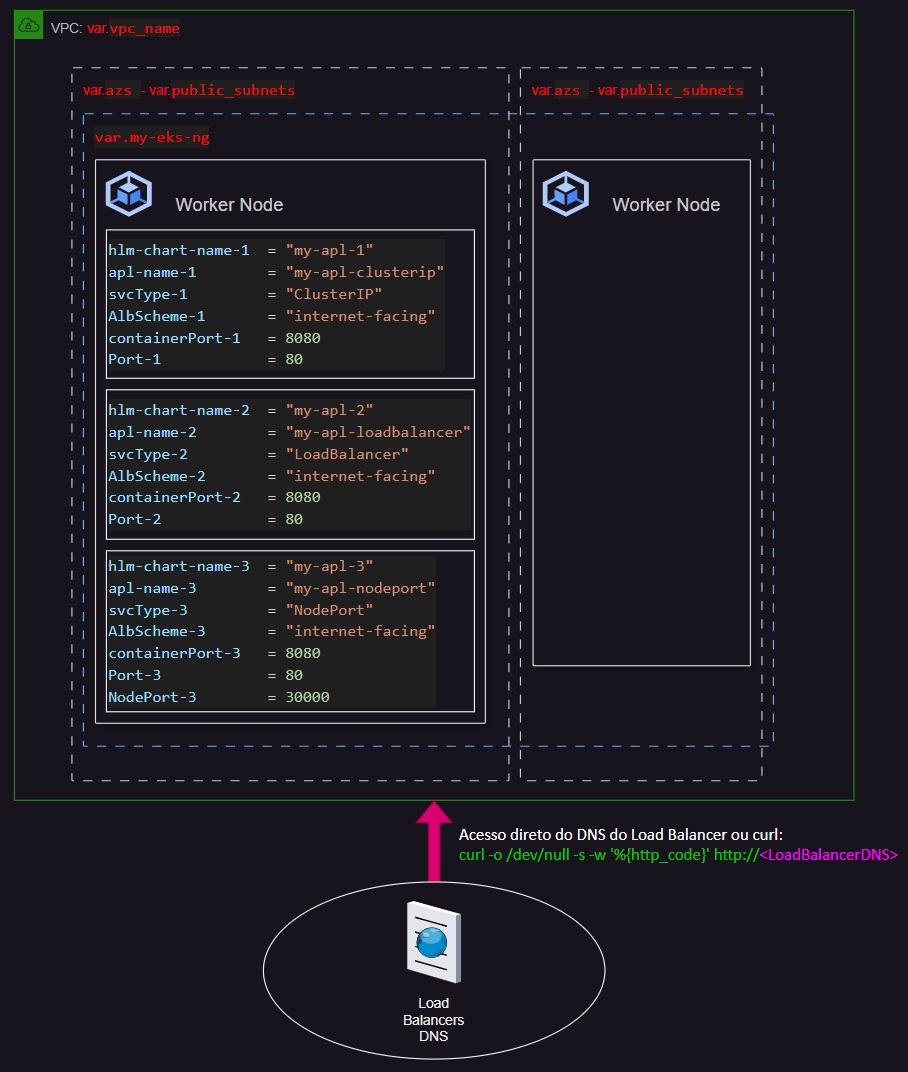 VPC: var.vpc_name
var.azs - var.public_subnets
var.azs - var.public_subnets
var.my-eks-ng
Worker Node
hlm-chart-name-1 = "my-apl-1"
apl-name-1 = "my-apl-clusterip"
svcType-1 = "ClusterIP"
AlbScheme-1 = "internet-facing"
containerPort-1 = 8080
Port-1 = 80
hlm-chart-name-2 = "my-apl-2"
apl-name-2 = "my-apl-loadbalancer"
svcType-2 = "LoadBalancer"
AlbScheme-2 = "internet-facing"
containerPort-2 = 8080
Port-2 = 80
hlm-chart-name-3 = "my-apl-3"
apl-name-3 = "my-apl-nodeport"
svcType-3 = "NodePort"
AlbScheme-3 = "internet-facing"
containerPort-3 = 8080
Port-3 = 80
NodePort-3 = 30000
Worker Node
Acesso direto do DNS do Load Balancer ou curl:
curl -o /dev/null -s -w '%{http_code}' http://<LoadBalancerDNS>
Load
Balancers
DNS